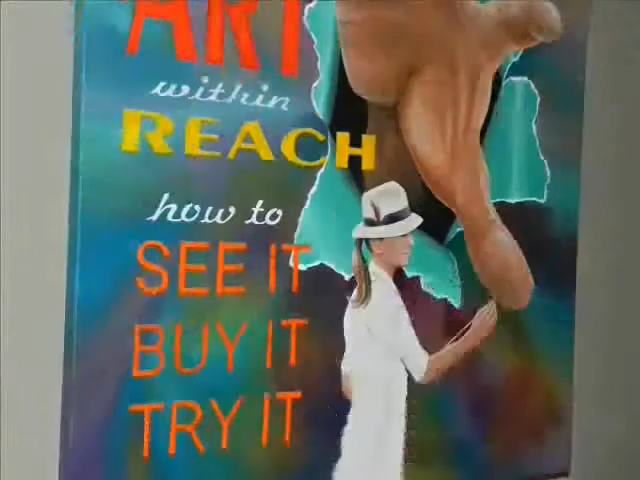 ART
within
REACH
how to
SEE IT
BUY IT
TRY IT